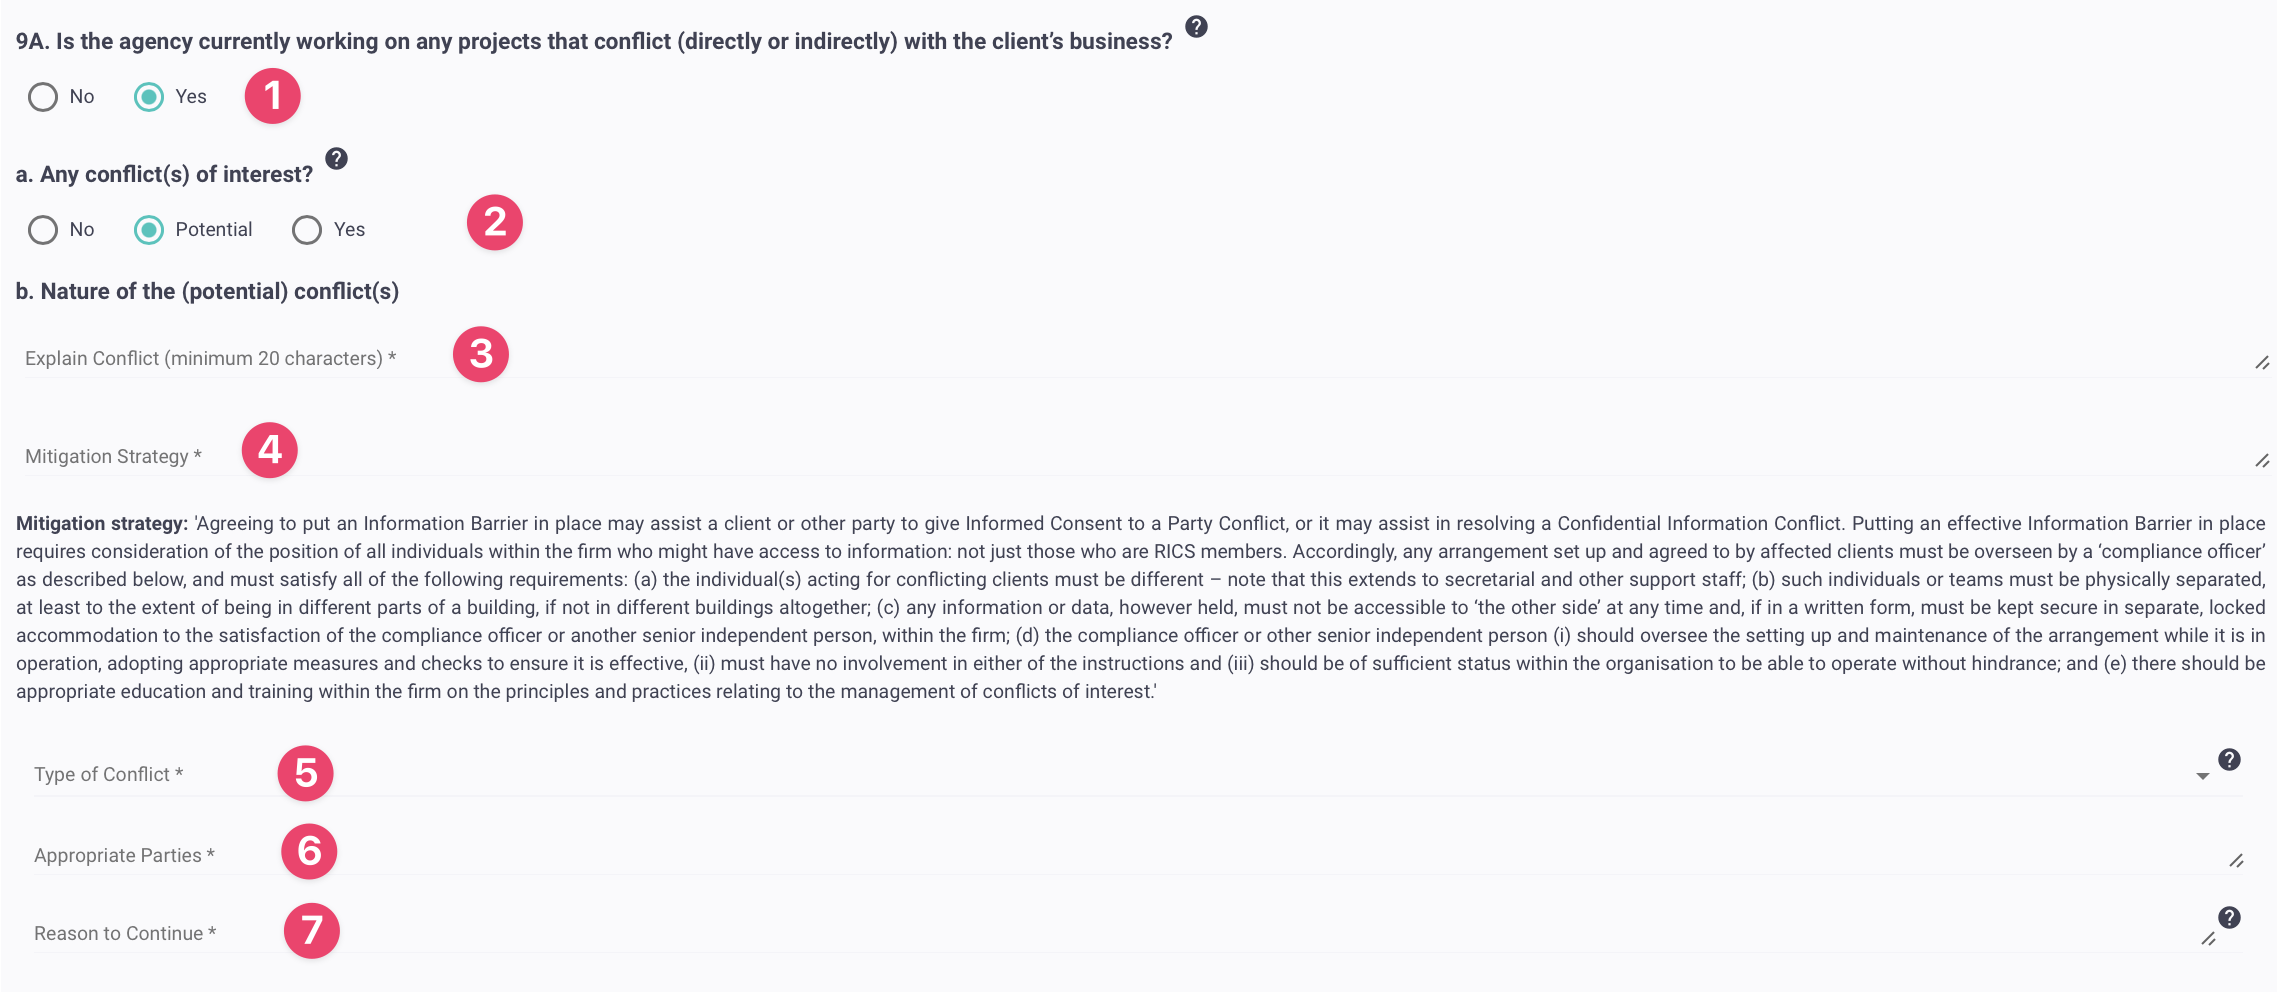 9A. Is the agency currently working on any projects that conflict (directly or indirectly) with the client’s business? ?
No Yes 1
a. Any conflict(s) of interest? ?
No Potential Yes 2
b. Nature of the (potential) conflict(s)
Explain Conflict (minimum 20 characters) * 3
Mitigation Strategy * 4
Mitigation strategy: 'Agreeing to put an Information Barrier in place may assist a client or other party to give Informed Consent to a Party Conflict, or it may assist in resolving a Confidential Information Conflict. Putting an effective Information Barrier in place
requires consideration of the position of all individuals within the firm who might have access to information: not just those who are RICS members. Accordingly, any arrangement set up and agreed to by affected clients must be overseen by a ‘compliance officer’
as described below, and must satisfy all of the following requirements: (a) the individual(s) acting for conflicting clients must be different – note that this extends to secretarial and other support staff; (b) such individuals or teams must be physically separated,
at least to the extent of being in different parts of a building, if not in different buildings altogether; (c) any information or data, however held, must not be accessible to ‘the other side’ at any time and, if in a written form, must be kept secure in separate, locked
accommodation to the satisfaction of the compliance officer or another senior independent person, within the firm; (d) the compliance officer or other senior independent person (i) should oversee the setting up and maintenance of the arrangement while it is in
operation, adopting appropriate measures and checks to ensure it is effective, (ii) must have no involvement in either of the instructions and (iii) should be of sufficient status within the organisation to be able to operate without hindrance; and (e) there should be
appropriate education and training within the firm on the principles and practices relating to the management of conflicts of interest.'
Type of Conflict * 5 ?
Appropriate Parties * 6
Reason to Continue * 7 ?